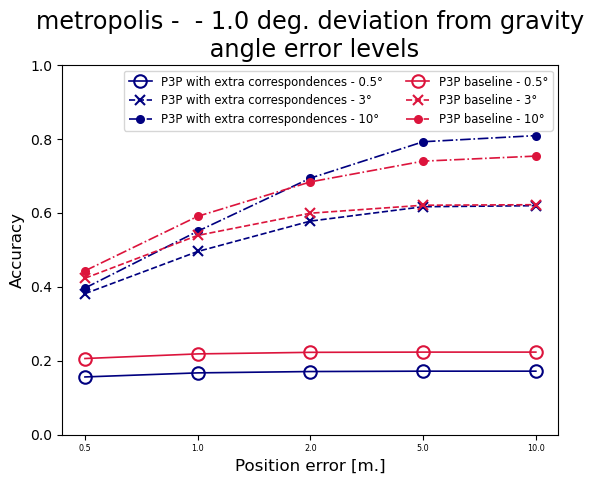 metropolis -  - 1.0 deg. deviation from gravity
angle error levels
P3P with extra correspondences - 0.5°
P3P with extra correspondences - 3°
P3P with extra correspondences - 10°
P3P baseline - 0.5°
P3P baseline - 3°
P3P baseline - 10°
Accuracy
1.0
0.8
0.6
0.4
0.2
0.0
0.5 1.0 2.0 5.0 10.0
Position error [m.]